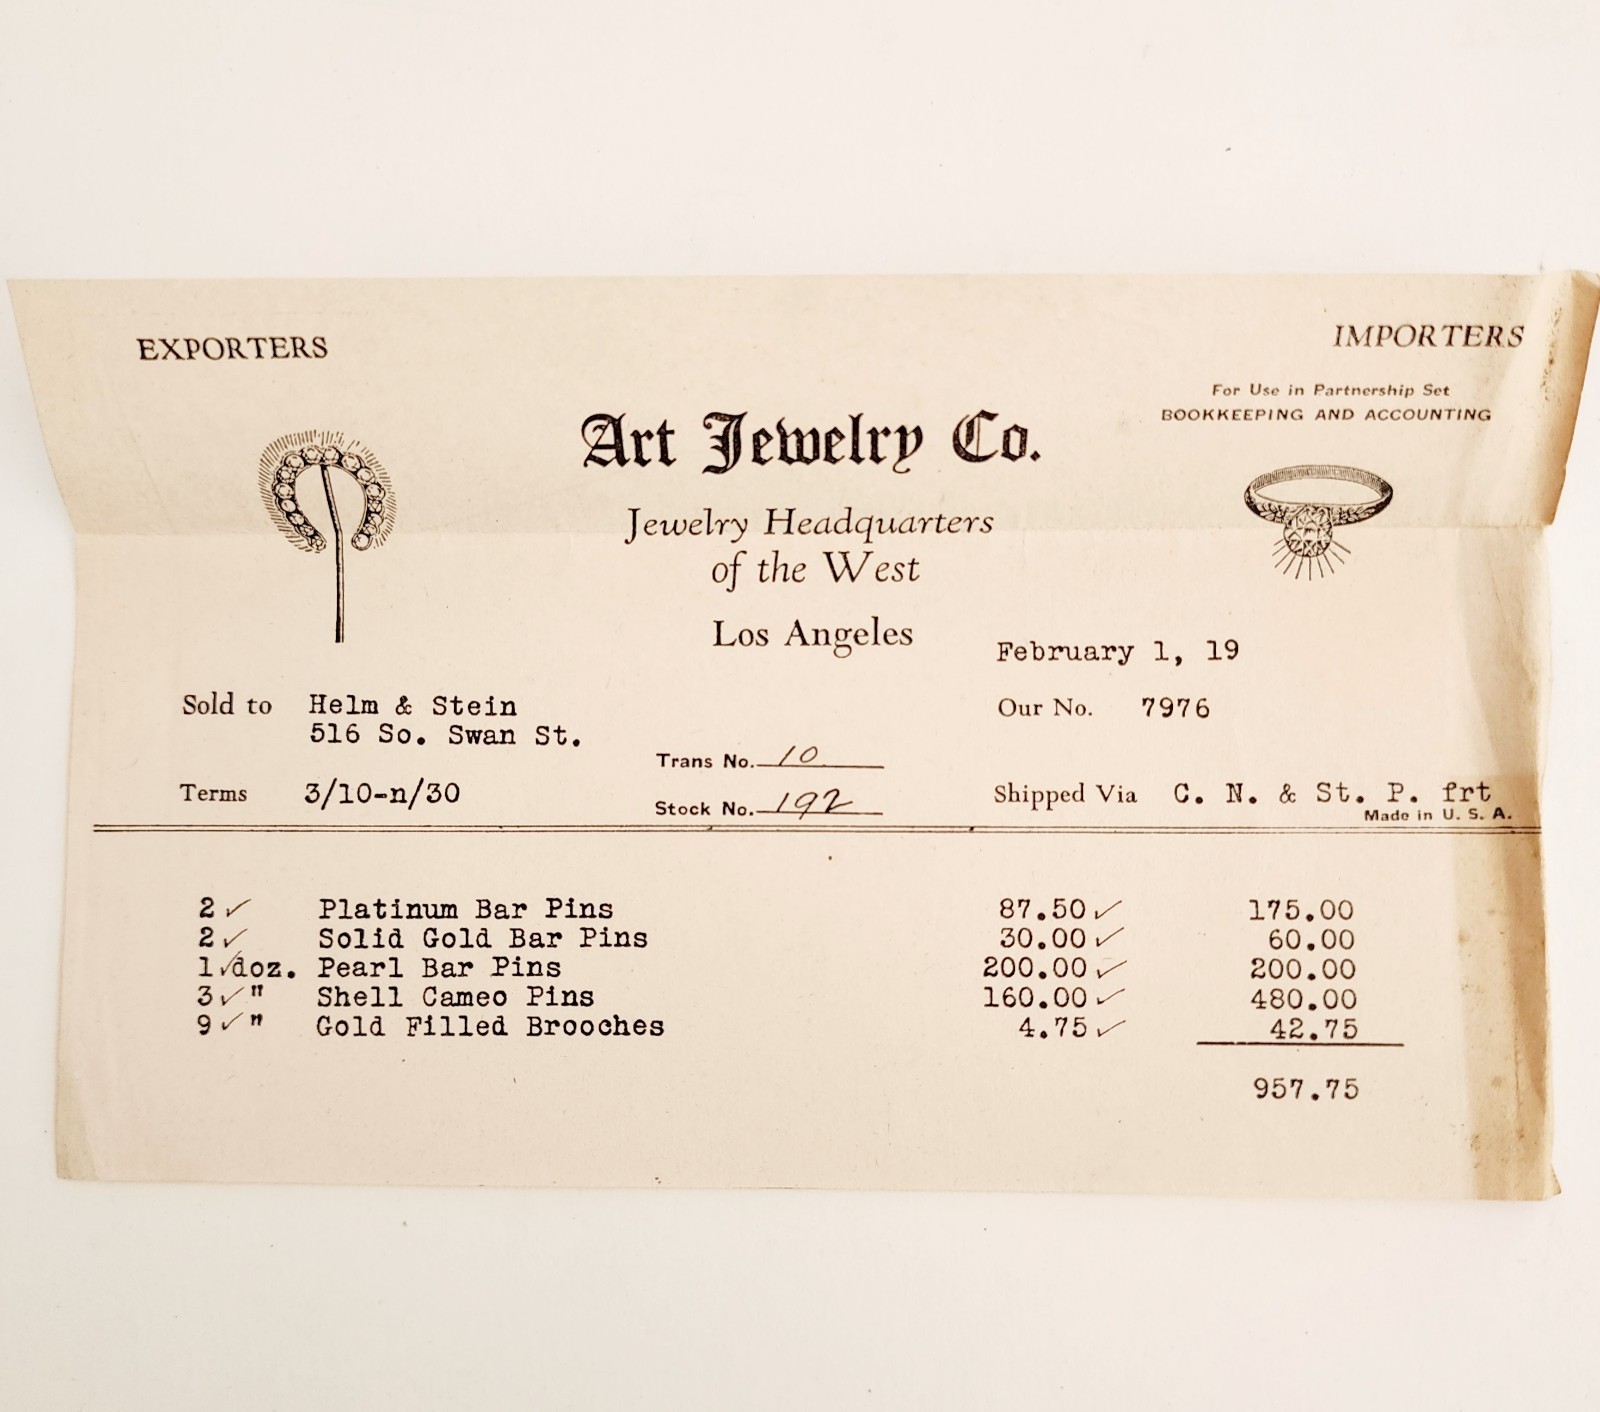 EXPORTERS
IMPORTERS
For Use in Partnership Set
BOOKKEEPING AND ACCOUNTING
Art Jewelry Co.
Jewelry Headquarters
of the West
Los Angeles
February 1, 19
Sold to Helm & Stein
Our No. 7976
516 So. Swan St.
Trans No. 10
Terms 3/10-n/30
Stock No. 192
Shipped Via C. N. & St. P. frt
Made in U. S. A.
2✓ Platinum Bar Pins 87.50✓ 175.00
2✓ Solid Gold Bar Pins 30.00✓ 60.00
1✓doz. Pearl Bar Pins 200.00✓ 200.00
3✓" Shell Cameo Pins 160.00✓ 480.00
9✓" Gold Filled Brooches 4.75✓ 42.75
957.75